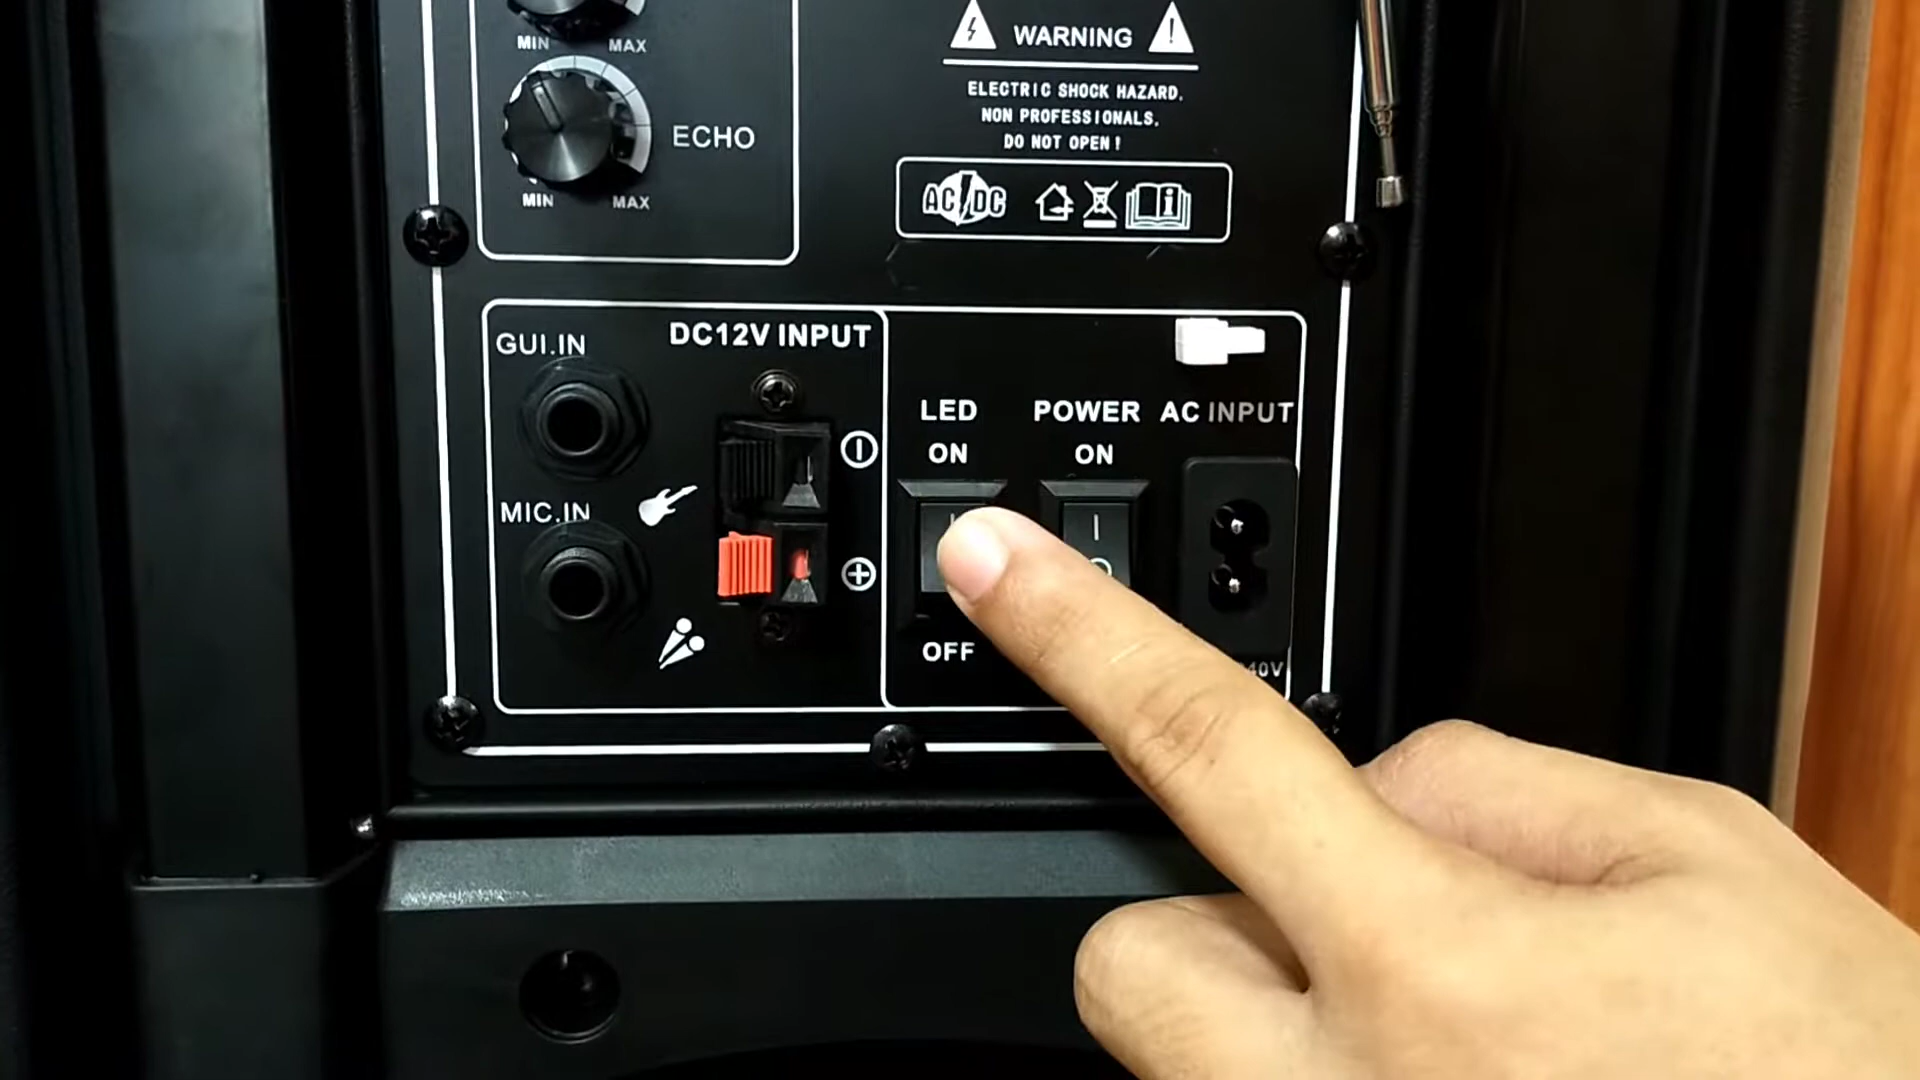 MIN MAX
ECHO
MIN MAX
WARNING
ELECTRIC SHOCK HAZARD.
NON PROFESSIONALS.
DO NOT OPEN!
AC/DC
GUI.IN
DC12V INPUT
MIC.IN
LED
ON
OFF
POWER
ON
AC INPUT